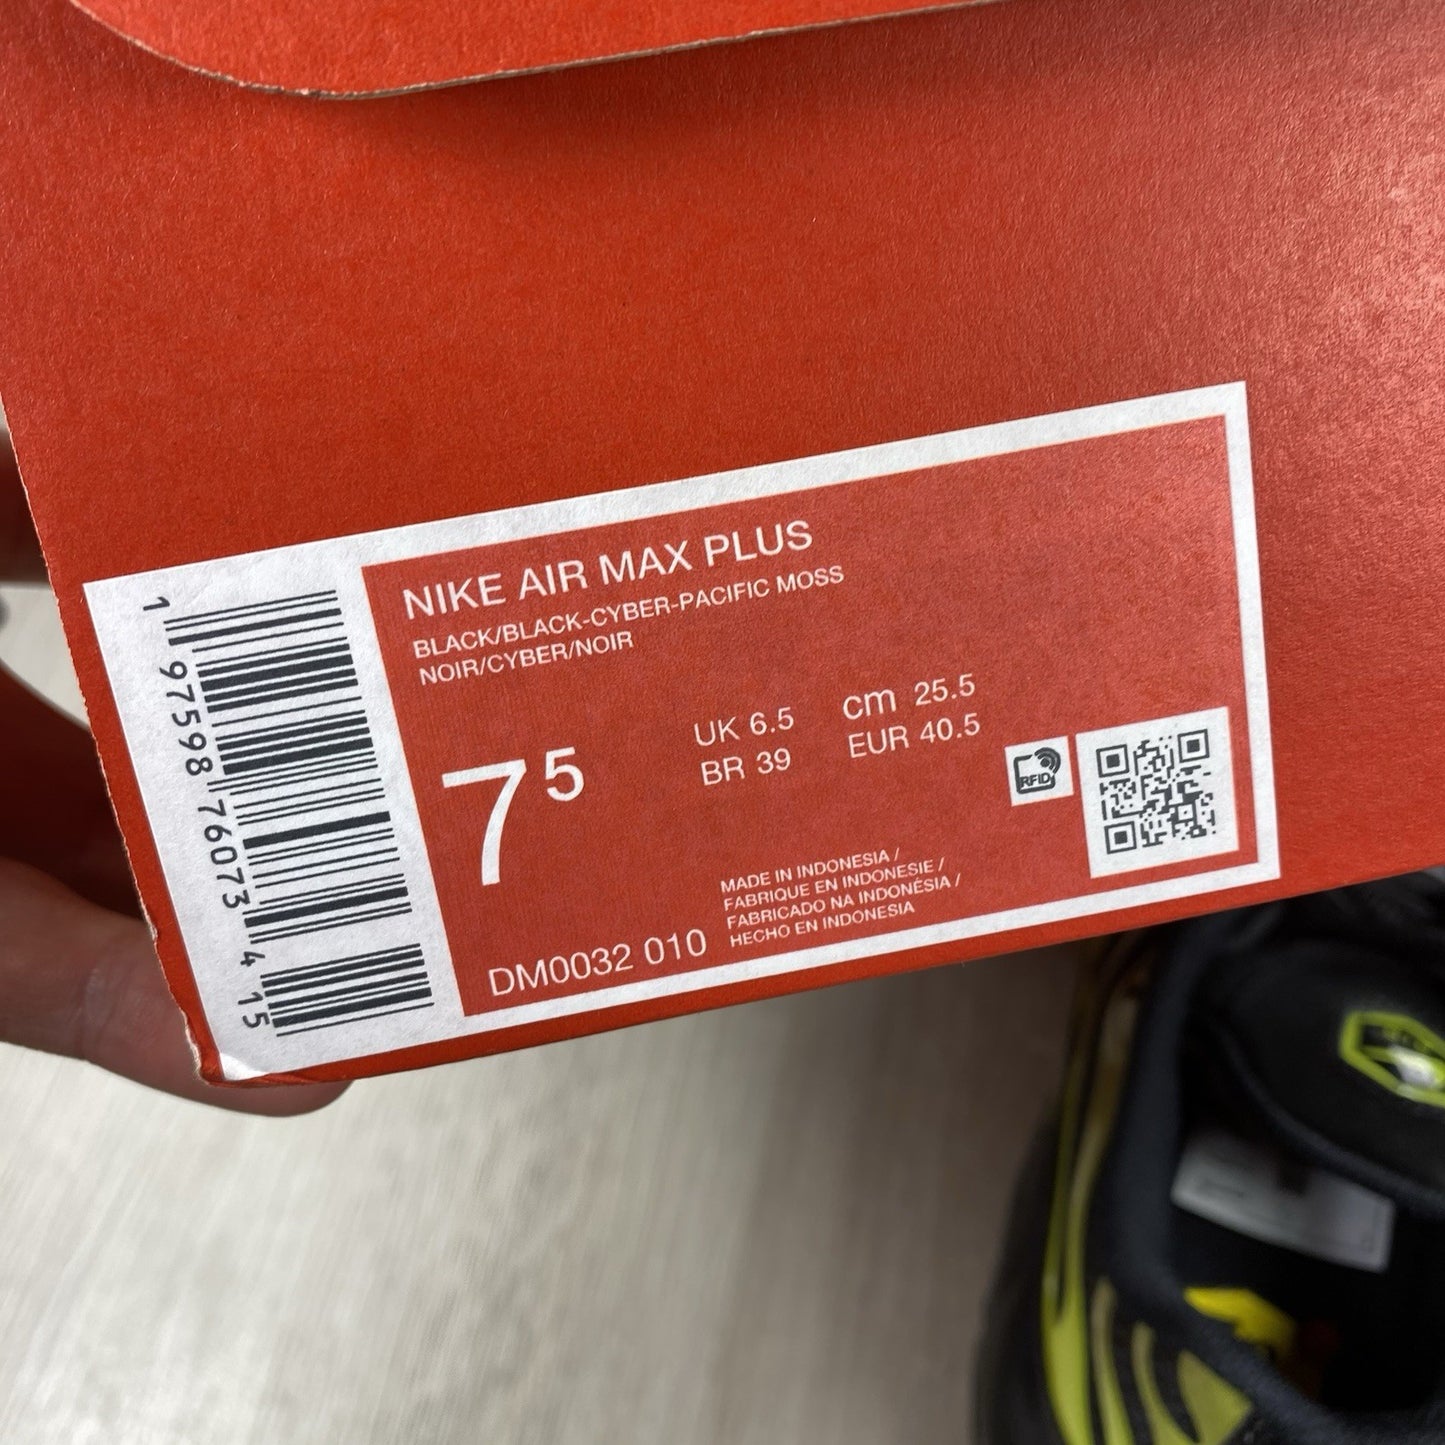 NIKE AIR MAX PLUS
BLACK/BLACK-CYBER-PACIFIC MOSS
NOIR/CYBER/NOIR
7⁵
UK 6.5
cm 25.5
BR 39
EUR 40.5
RFID
MADE IN INDONESIA /
FABRIQUE EN INDONESIE /
FABRICADO NA INDONÉSIA /
HECHO EN INDONESIA
DM0032 010
1 97598 76073 4 15